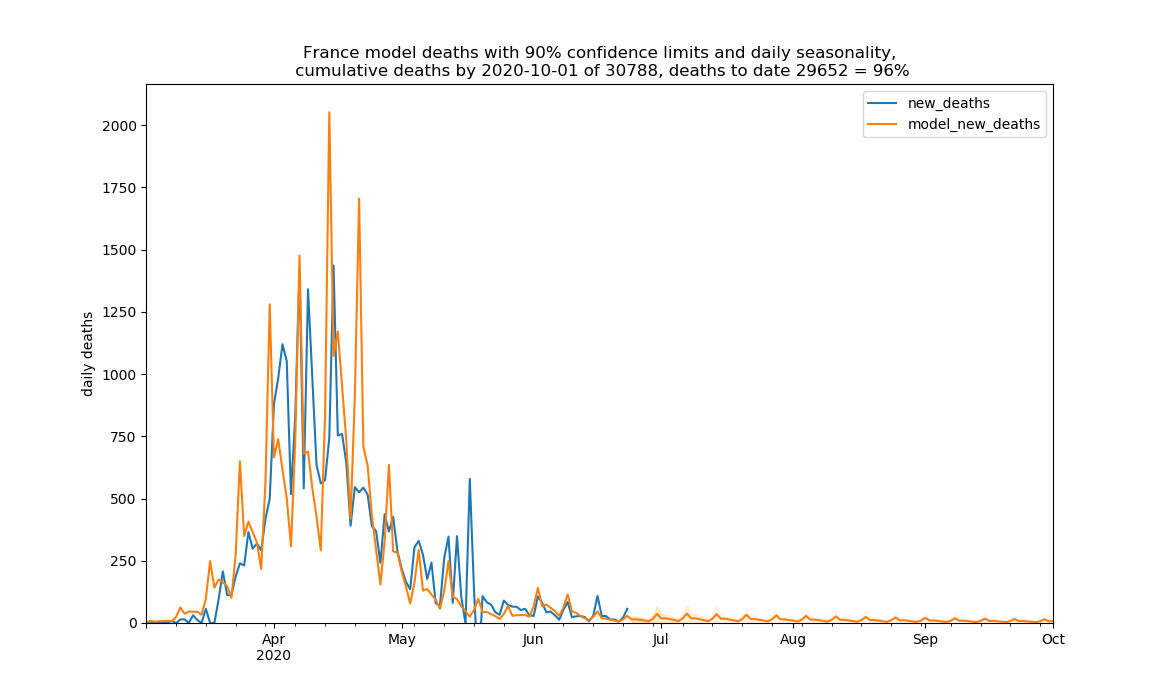 France model deaths with 90% confidence limits and daily seasonality,
cumulative deaths by 2020-10-01 of 30788, deaths to date 29652 = 96%
new_deaths
model_new_deaths
daily deaths
2000
1750
1500
1250
1000
750
500
250
0
Apr
2020
May
Jun
Jul
Aug
Sep
Oct